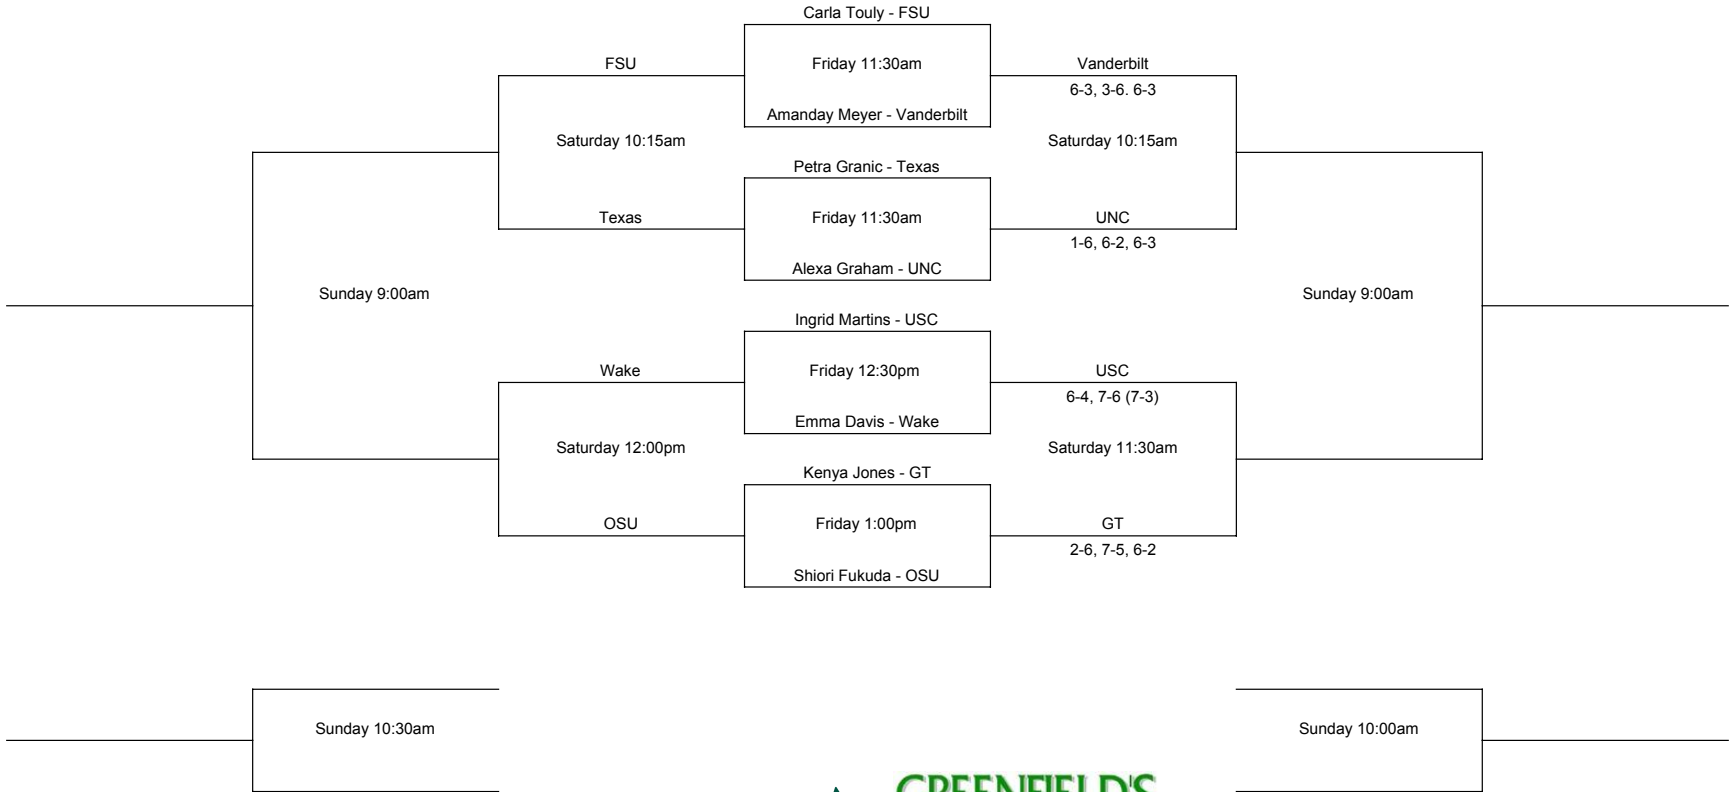 Carla Touly - FSU
FSU
Friday 11:30am
Vanderbilt
6-3, 3-6. 6-3
Amanday Meyer - Vanderbilt
Saturday 10:15am
Saturday 10:15am
Petra Granic - Texas
Texas
Friday 11:30am
UNC
1-6, 6-2, 6-3
Alexa Graham - UNC
Sunday 9:00am
Sunday 9:00am
Ingrid Martins - USC
Wake
Friday 12:30pm
USC
6-4, 7-6 (7-3)
Emma Davis - Wake
Saturday 12:00pm
Saturday 11:30am
Kenya Jones - GT
OSU
Friday 1:00pm
GT
2-6, 7-5, 6-2
Shiori Fukuda - OSU
Sunday 10:30am
Sunday 10:00am
GREENFIELD'S